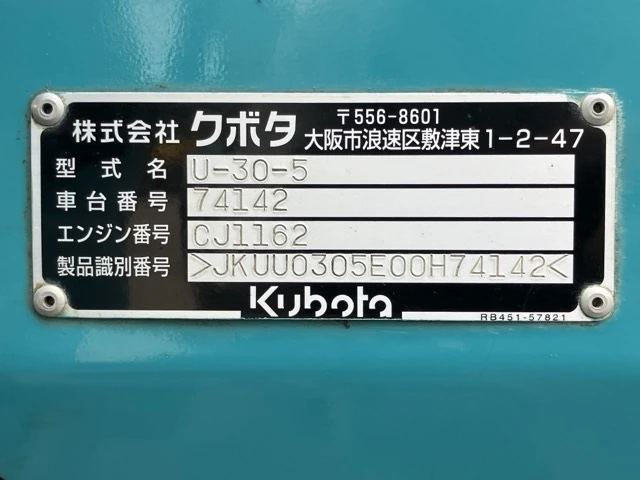 株式会社 クボタ 〒556-8601
大阪市浪速区敷津東1-2-47
型式名 U-30-5
車台番号 74142
エンジン番号 CJ1162
製品識別番号 >JKUU0305E00H74142<
Kubota
RB451-57821